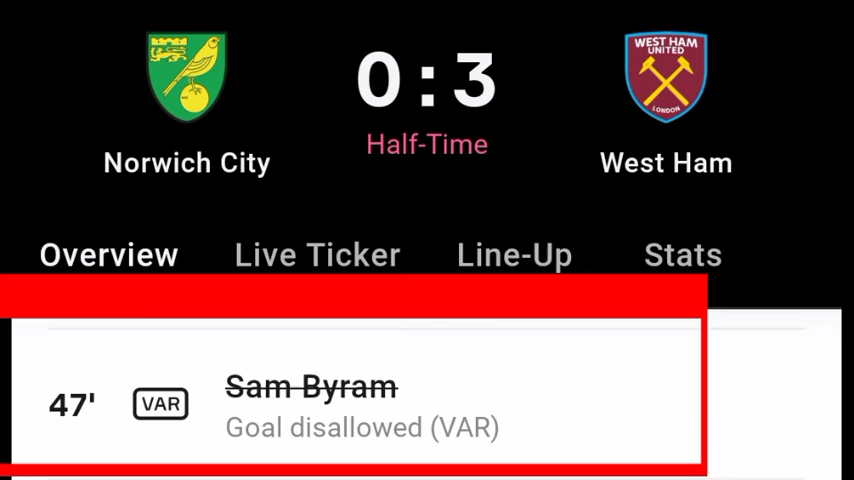 WEST HAM
UNITED
LONDON
0 : 3
Half-Time
Norwich City
West Ham
Overview
Live Ticker
Line-Up
Stats
47'
VAR
Sam Byram
Goal disallowed (VAR)